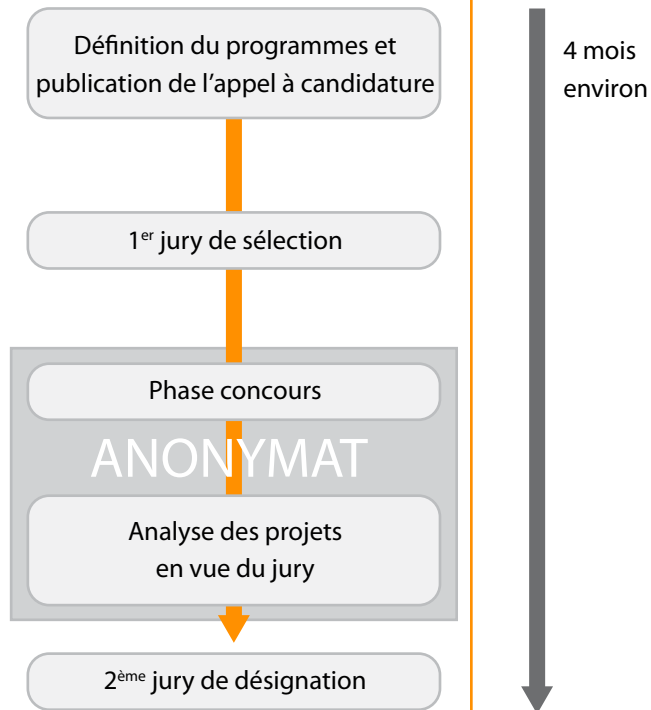 Définition du programmes et
publication de l’appel à candidature
4 mois
environ
1er jury de sélection
Phase concours
ANONYMAT
Analyse des projets
en vue du jury
2ème jury de désignation